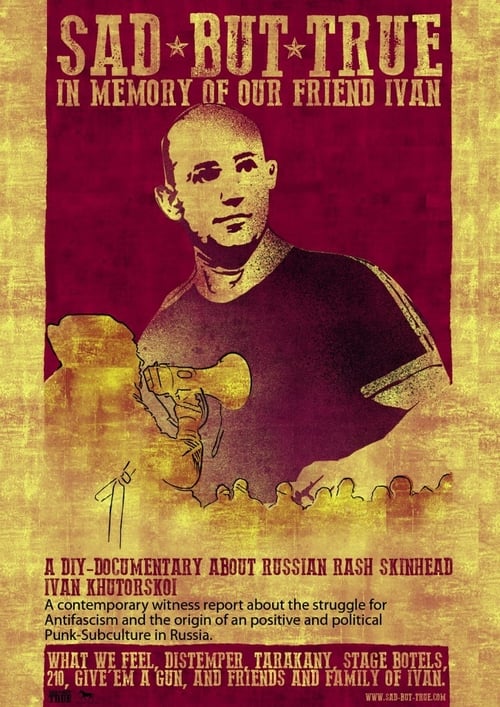 SAD★BUT★TRUE
IN MEMORY OF OUR FRIEND IVAN
A DIY-DOCUMENTARY ABOUT RUSSIAN RASH SKINHEAD
IVAN KHUTORSKOI
A contemporary witness report about the struggle for
Antifascism and the origin of an positive and political
Punk-Subculture in Russia.
WHAT WE FEEL, DISTEMPER, TARAKANY, STAGE BOTELS,
210, GIVE'EM A GUN, AND FRIENDS AND FAMILY OF IVAN.
WWW.SAD-BUT-TRUE.COM